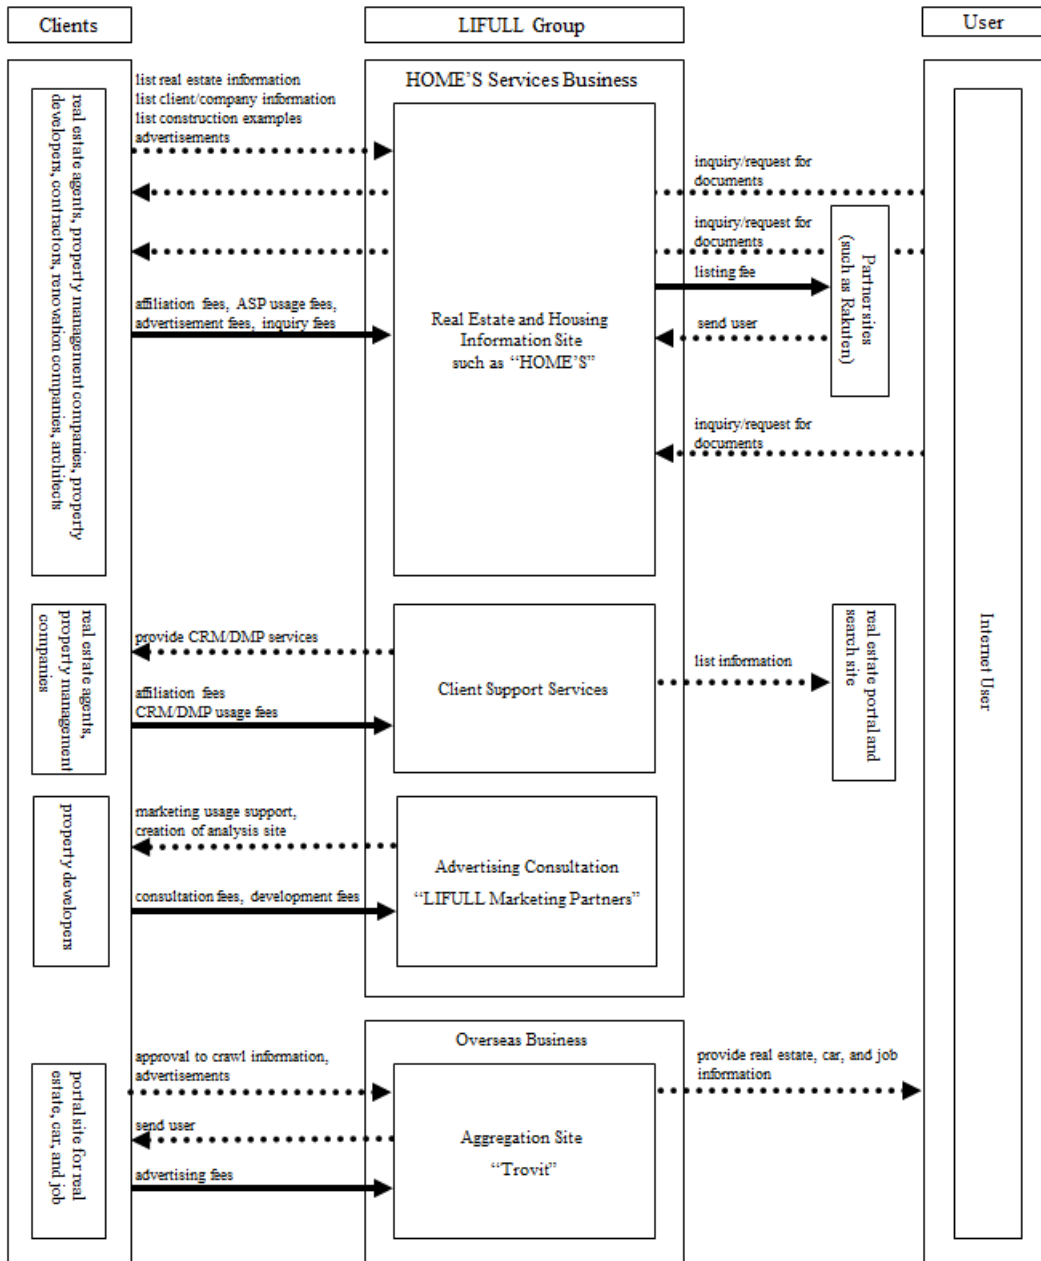 Clients
LIFULL Group
User
HOME'S Services Business
list real estate information
list client/company information
list construction examples
advertisements
real estate agents, property management companies, property
developers, contractors, renovation companies, architects
inquiry/request for
documents
inquiry/request for
documents
listing fee
Partner sites
(such as Rakuten)
affiliation fees, ASP usage fees,
advertisement fees, inquiry fees
Real Estate and Housing
Information Site
such as "HOME'S"
send user
inquiry/request for
documents
Internet User
real estate agents,
property management
companies
provide CRM/DMP services
affiliation fees
CRM/DMP usage fees
Client Support Services
list information
real estate portal and
search site
property developers
marketing usage support,
creation of analysis site
consultation fees, development fees
Advertising Consultation
"LIFULL Marketing Partners"
Overseas Business
portal site for real
estate, car, and job
approval to crawl information,
advertisements
send user
advertising fees
Aggregation Site
"Trovit"
provide real estate, car, and job
information